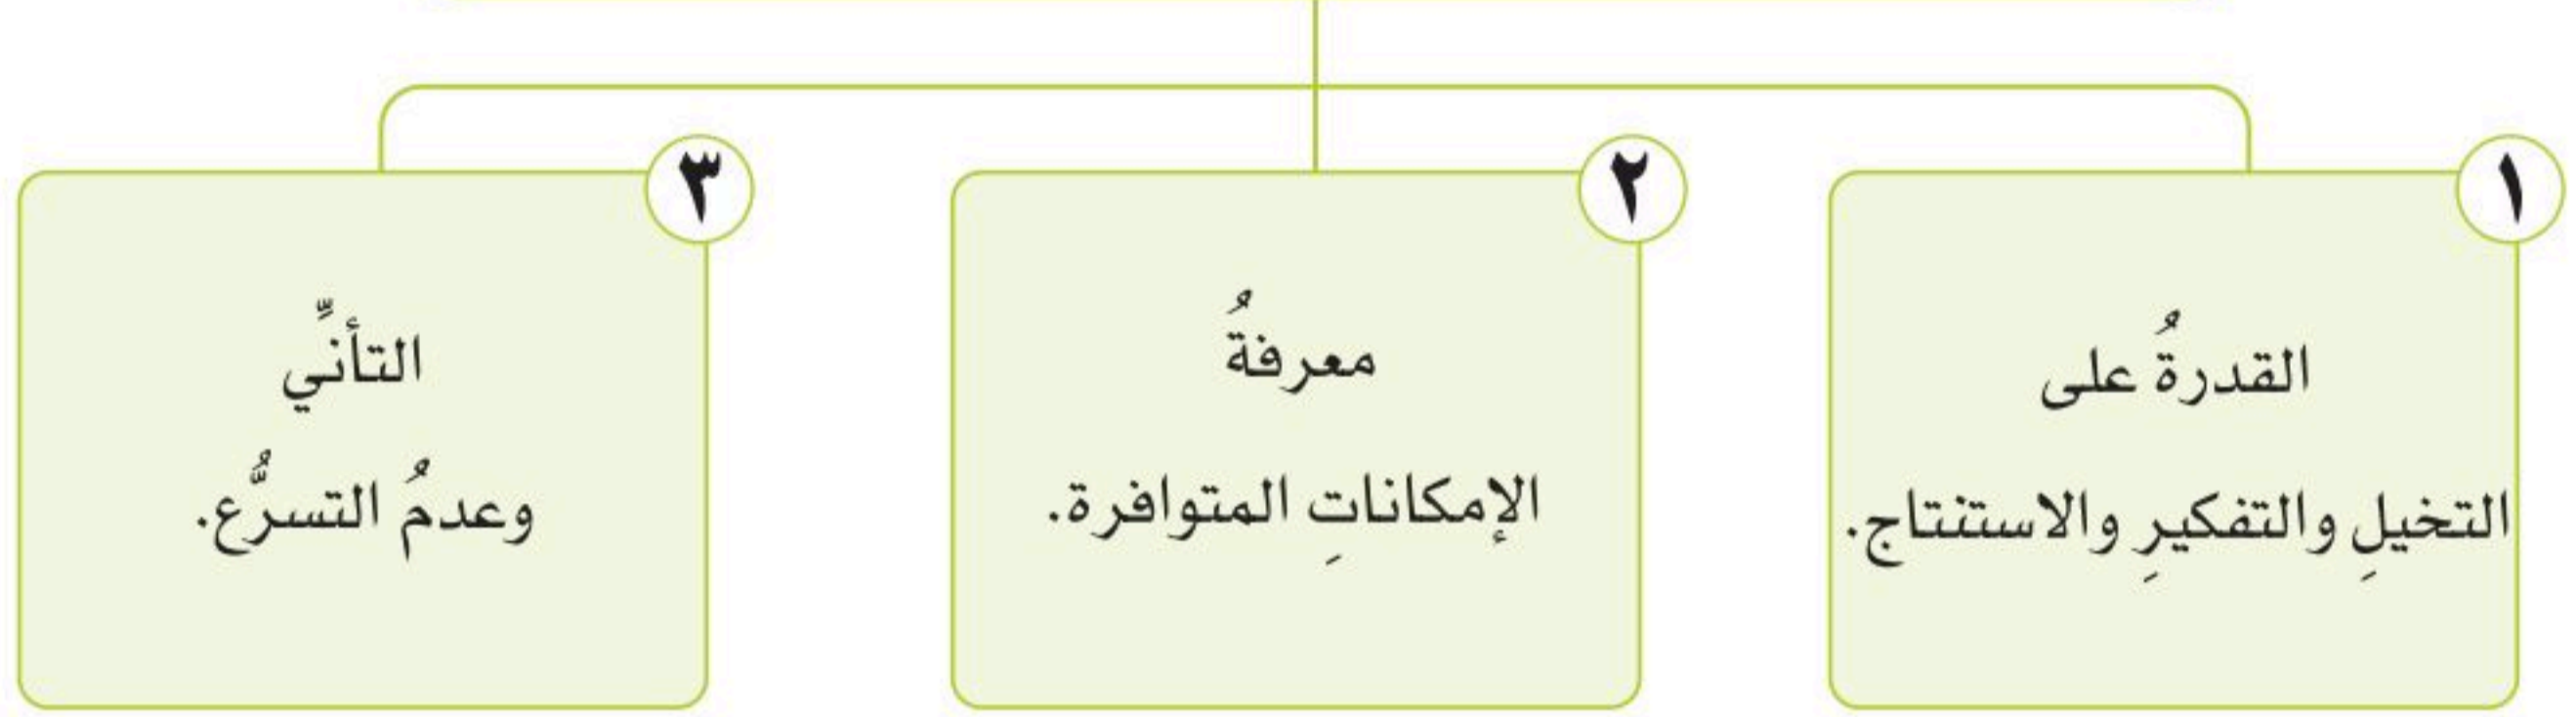 ١
القدرةُ على
التخيلِ والتفكيرِ والاستنتاج.
٢
معرفةُ
الإمكاناتِ المتوافرة.
٣
التأنِّي
وعدمُ التسرُّع.